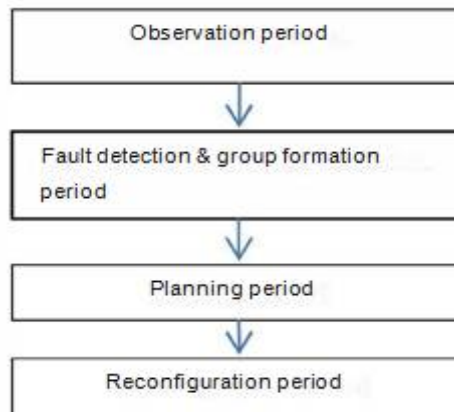 Observation period
Fault detection & group formation
period
Planning period
Reconfiguration period